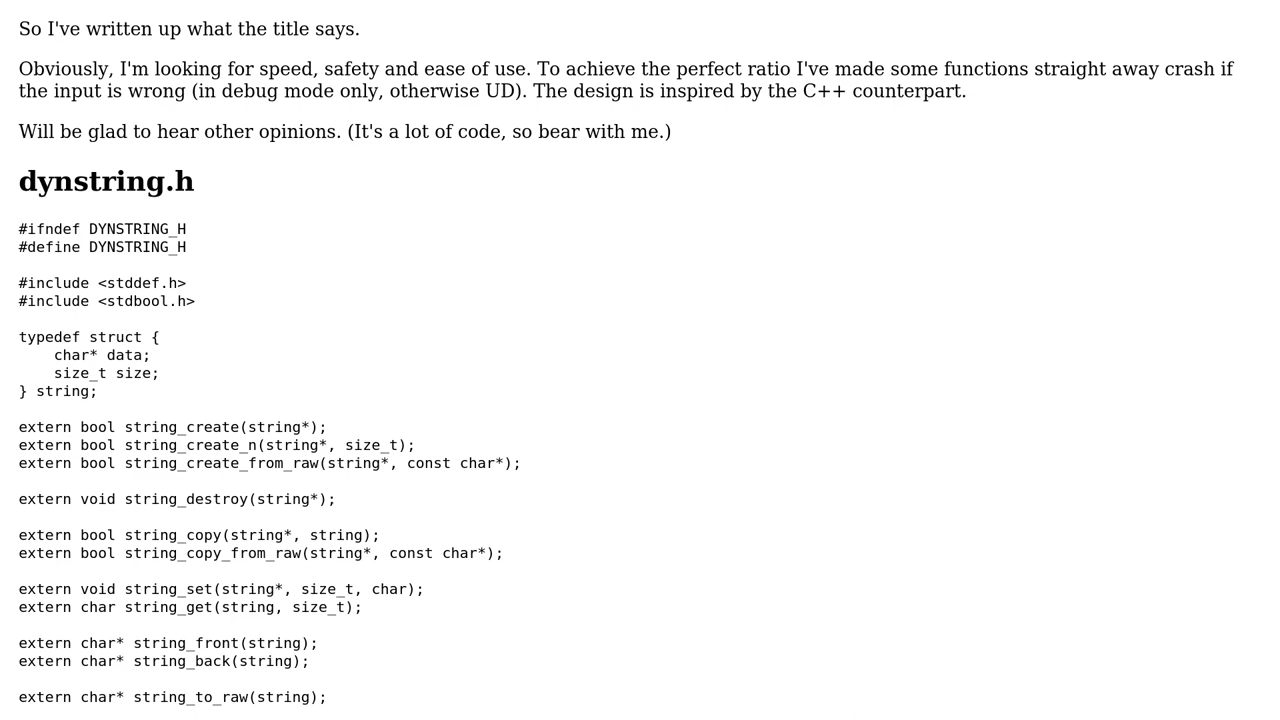 So I've written up what the title says.
Obviously, I'm looking for speed, safety and ease of use. To achieve the perfect ratio I've made some functions straight away crash if
the input is wrong (in debug mode only, otherwise UD). The design is inspired by the C++ counterpart.
Will be glad to hear other opinions. (It's a lot of code, so bear with me.)
dynstring.h
#ifndef DYNSTRING_H
#define DYNSTRING_H
#include <stddef.h>
#include <stdbool.h>
typedef struct {
    char* data;
    size_t size;
} string;
extern bool string_create(string*);
extern bool string_create_n(string*, size_t);
extern bool string_create_from_raw(string*, const char*);
extern void string_destroy(string*);
extern bool string_copy(string*, string);
extern bool string_copy_from_raw(string*, const char*);
extern void string_set(string*, size_t, char);
extern char string_get(string, size_t);
extern char* string_front(string);
extern char* string_back(string);
extern char* string_to_raw(string);